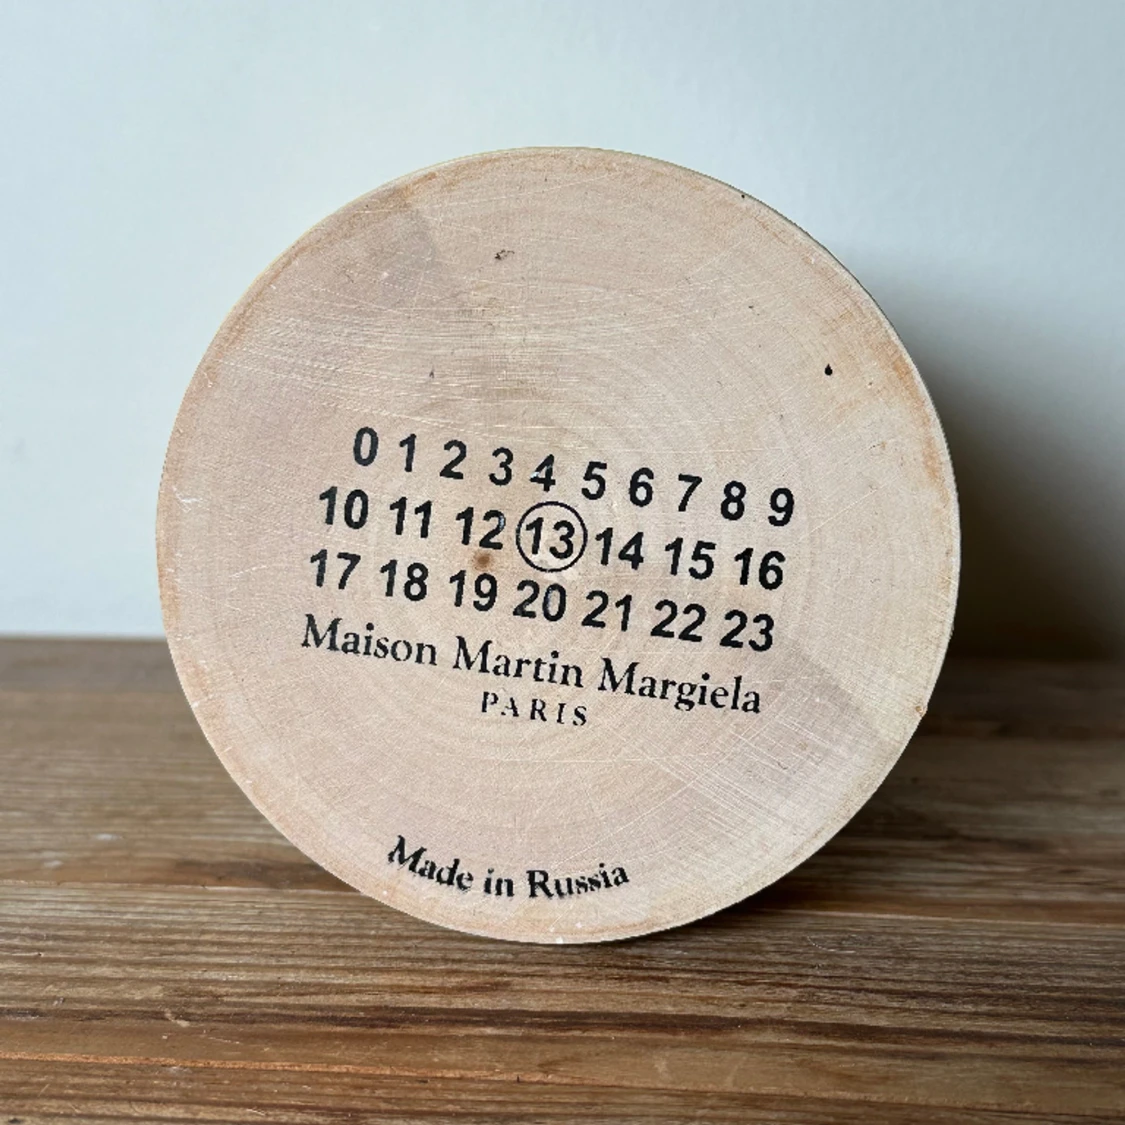 0 1 2 3 4 5 6 7 8 9
10 11 12 13 14 15 16
17 18 19 20 21 22 23
Maison Martin Margiela
PARIS
Made in Russia